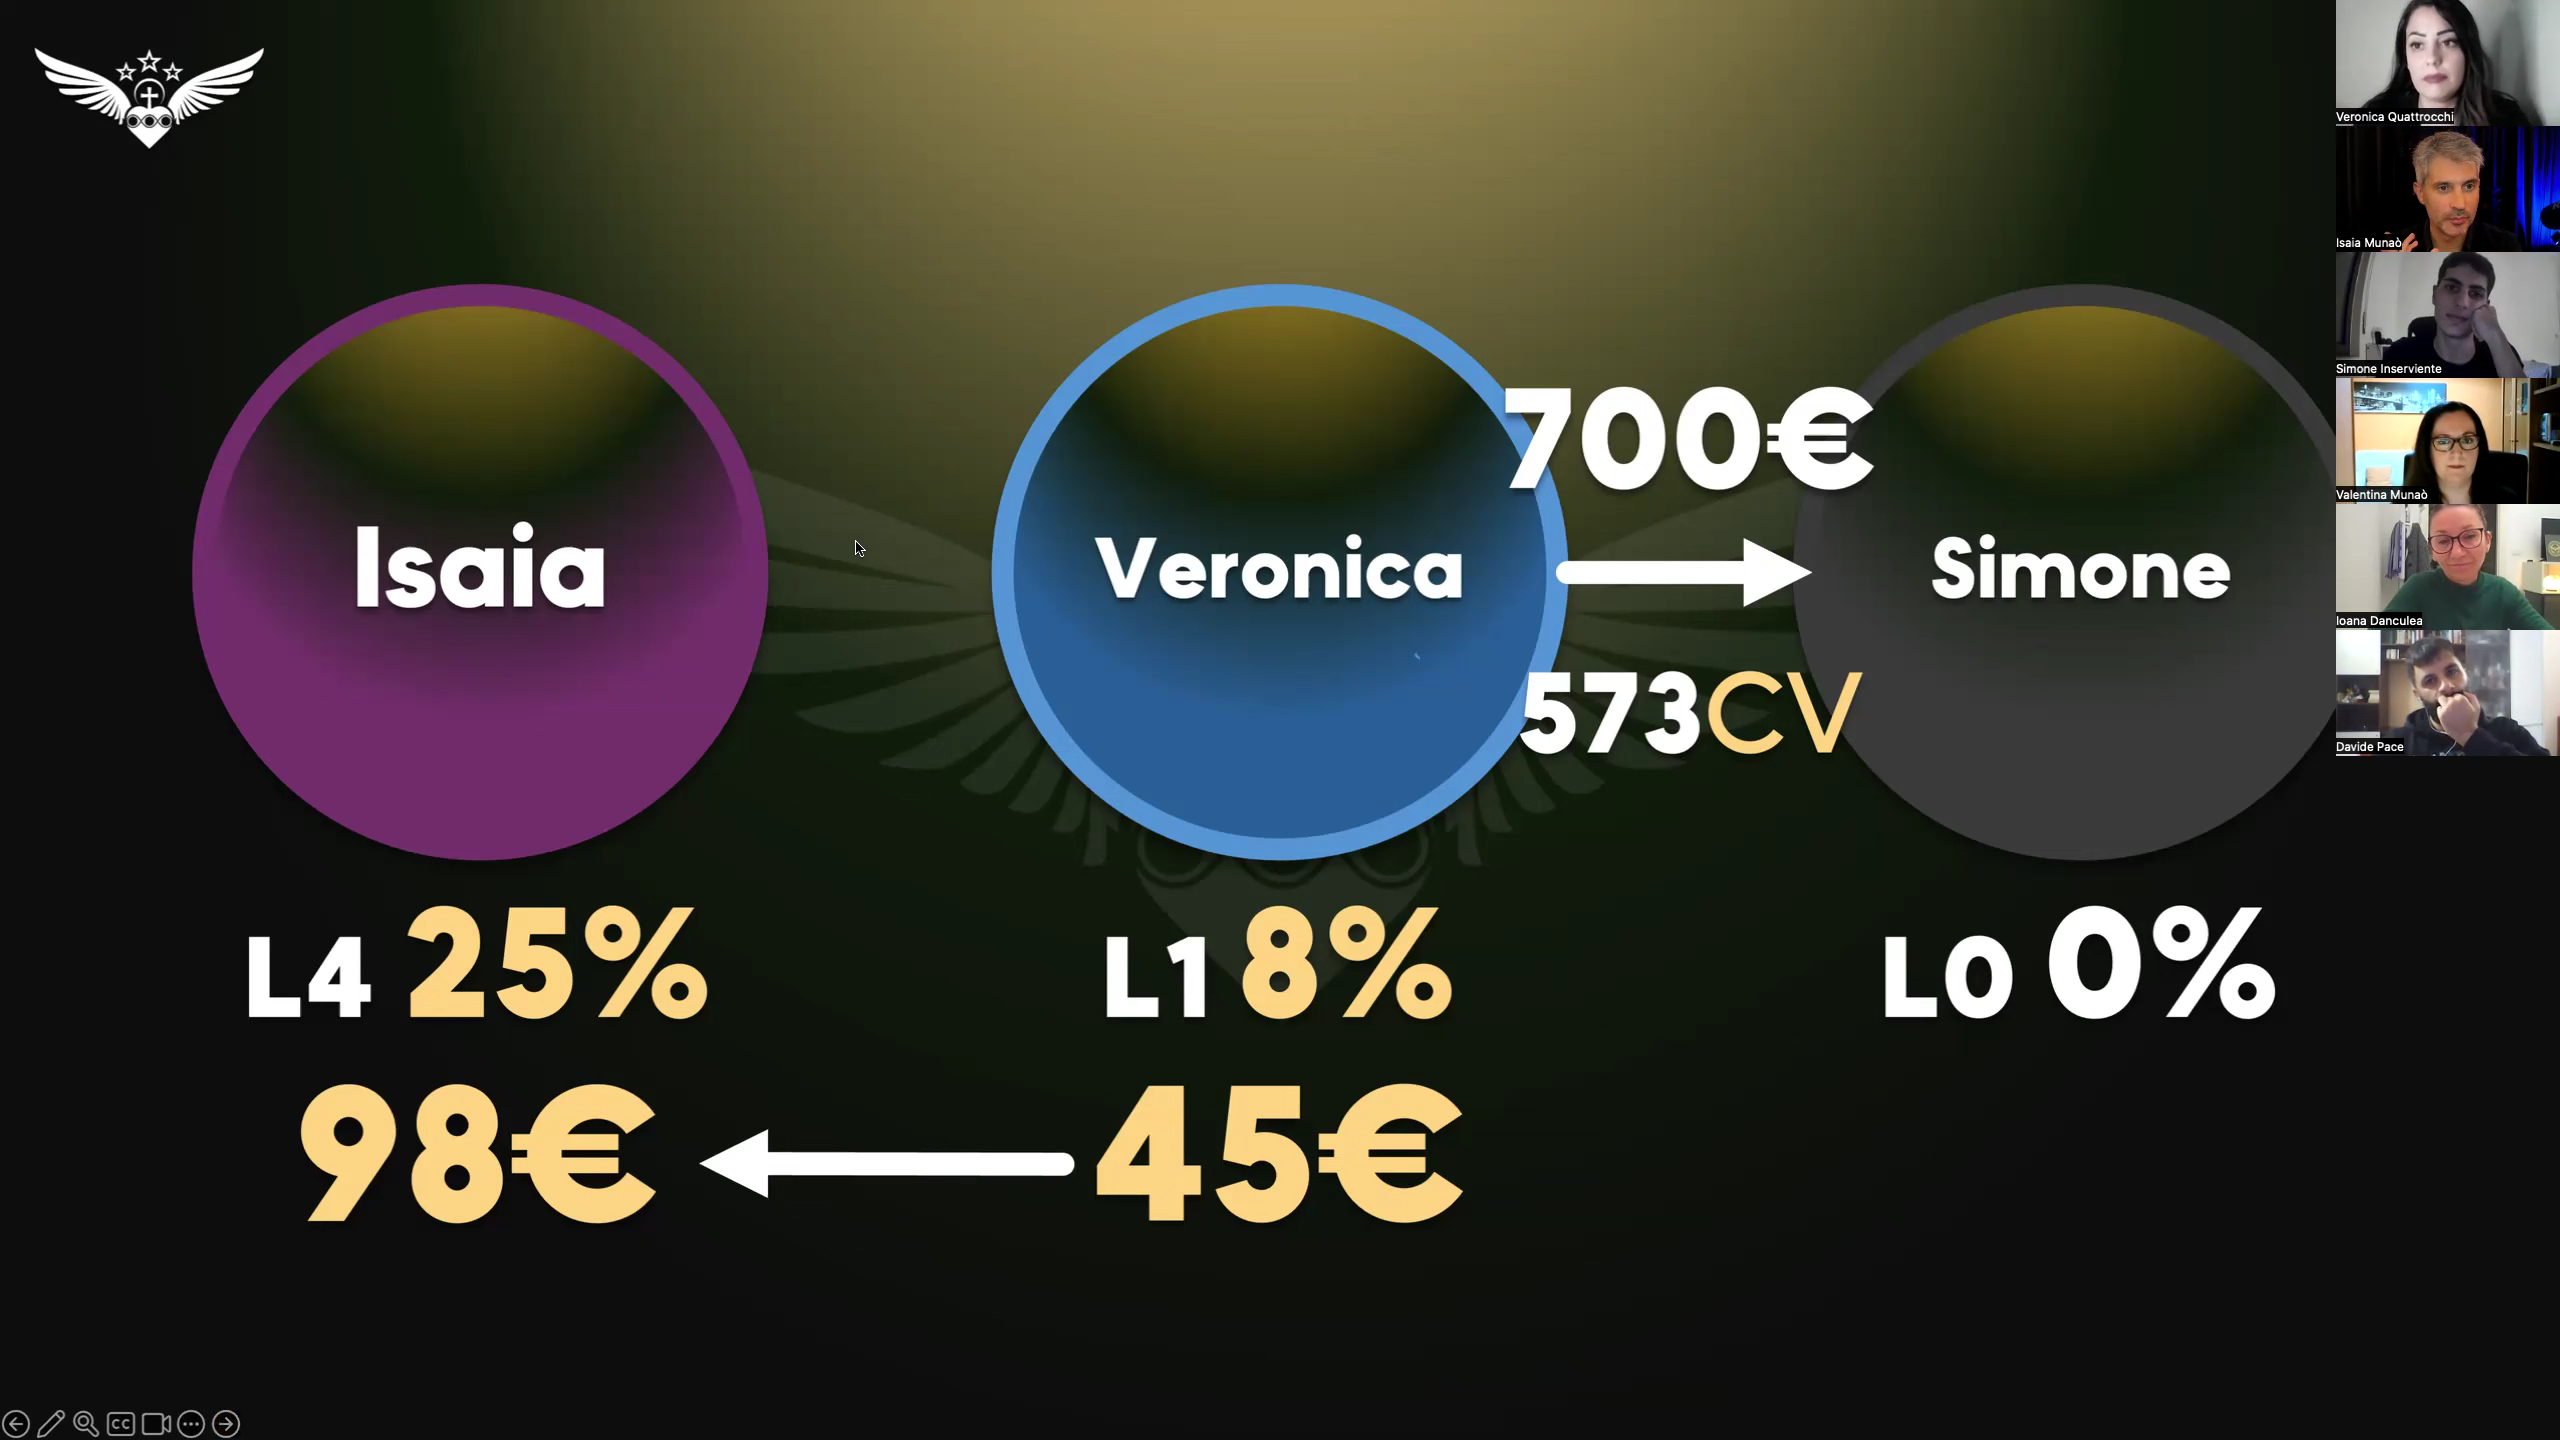 Isaia
Veronica
700€
573CV
Simone
L4 25%
L1 8%
L0 0%
98€
45€
Veronica Quattrocchi
Isaia Munaò
Simone Inserviente
Valentina Munaò
Ioana Danculea
Davide Pace
CC